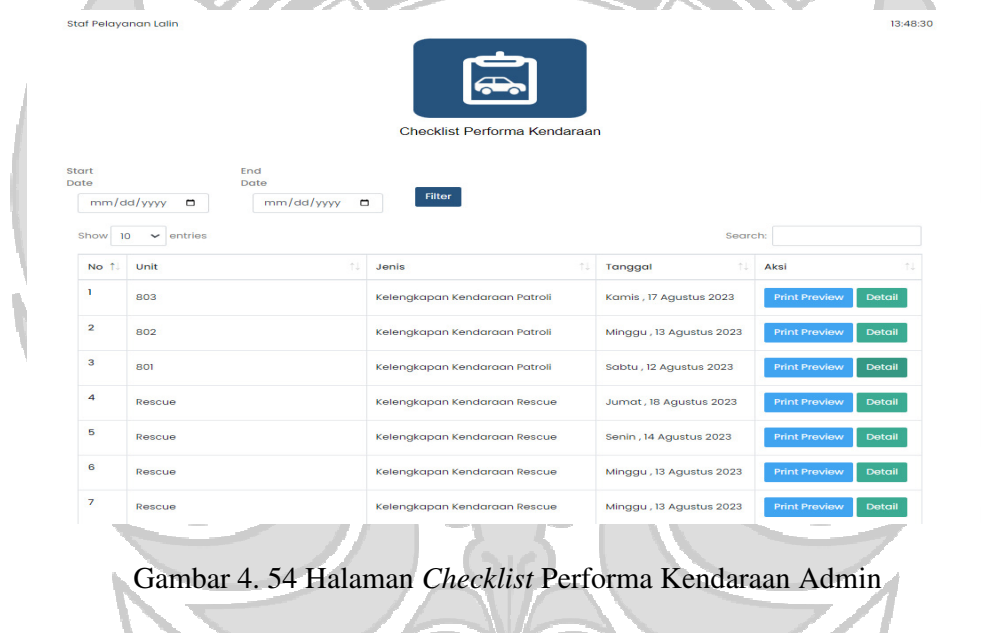 Staf Pelayanan Lalin 13:48:30
Checklist Performa Kendaraan
Start
Date
End
Date
mm/dd/yyyy mm/dd/yyyy Filter
Show 10 entries Search:
No Unit Jenis Tanggal Aksi
1 803 Kelengkapan Kendaraan Patroli Kamis , 17 Agustus 2023 Print Preview Detail
2 802 Kelengkapan Kendaraan Patroli Minggu , 13 Agustus 2023 Print Preview Detail
3 801 Kelengkapan Kendaraan Patroli Sabtu , 12 Agustus 2023 Print Preview Detail
4 Rescue Kelengkapan Kendaraan Rescue Jumat , 18 Agustus 2023 Print Preview Detail
5 Rescue Kelengkapan Kendaraan Rescue Senin , 14 Agustus 2023 Print Preview Detail
6 Rescue Kelengkapan Kendaraan Rescue Minggu , 13 Agustus 2023 Print Preview Detail
7 Rescue Kelengkapan Kendaraan Rescue Minggu , 13 Agustus 2023 Print Preview Detail
Gambar 4. 54 Halaman Checklist Performa Kendaraan Admin